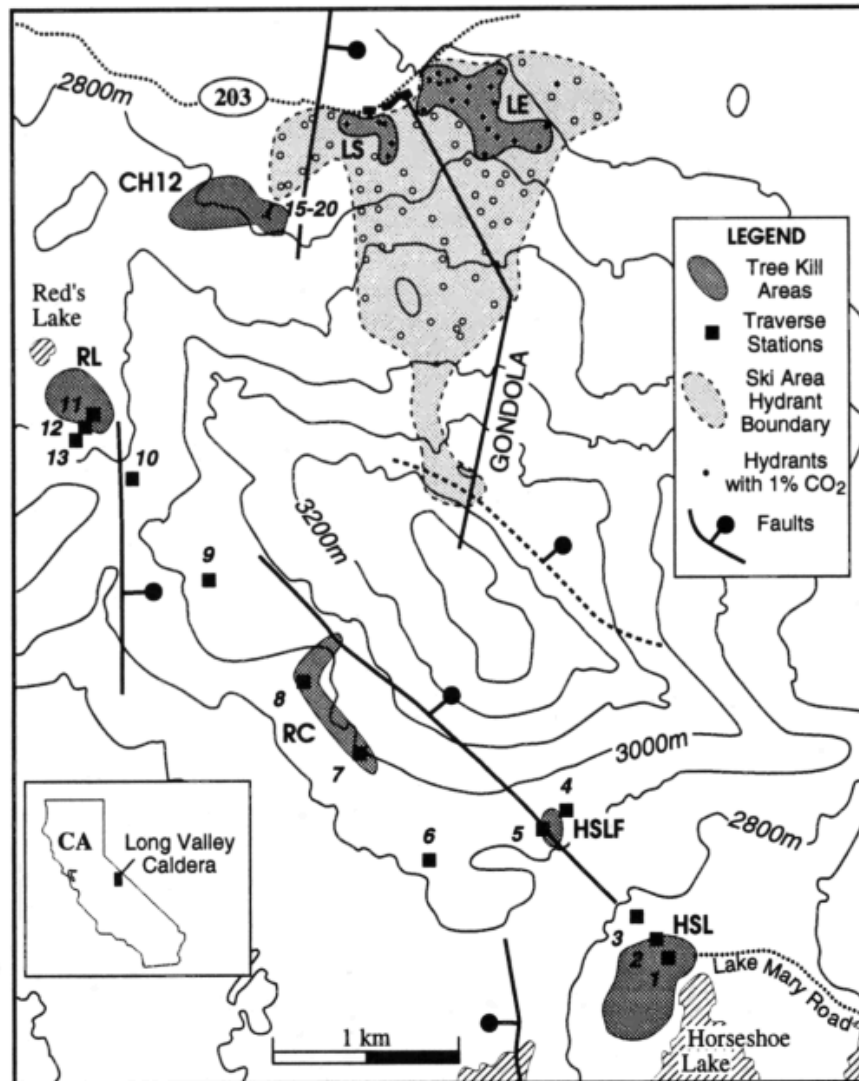 2800m
203
LE
LS
CH12
15-20
Red's
Lake
RL
11
12
13
10
GONDOLA
LEGEND
Tree Kill
Areas
Traverse
Stations
Ski Area
Hydrant
Boundary
Hydrants
with 1% CO₂
Faults
3200m
9
8
RC
7
3000m
4
5
HSLF
6
2800m
CA
Long Valley
Caldera
3
HSL
2
1
Lake Mary Road
1 km
Horseshoe
Lake